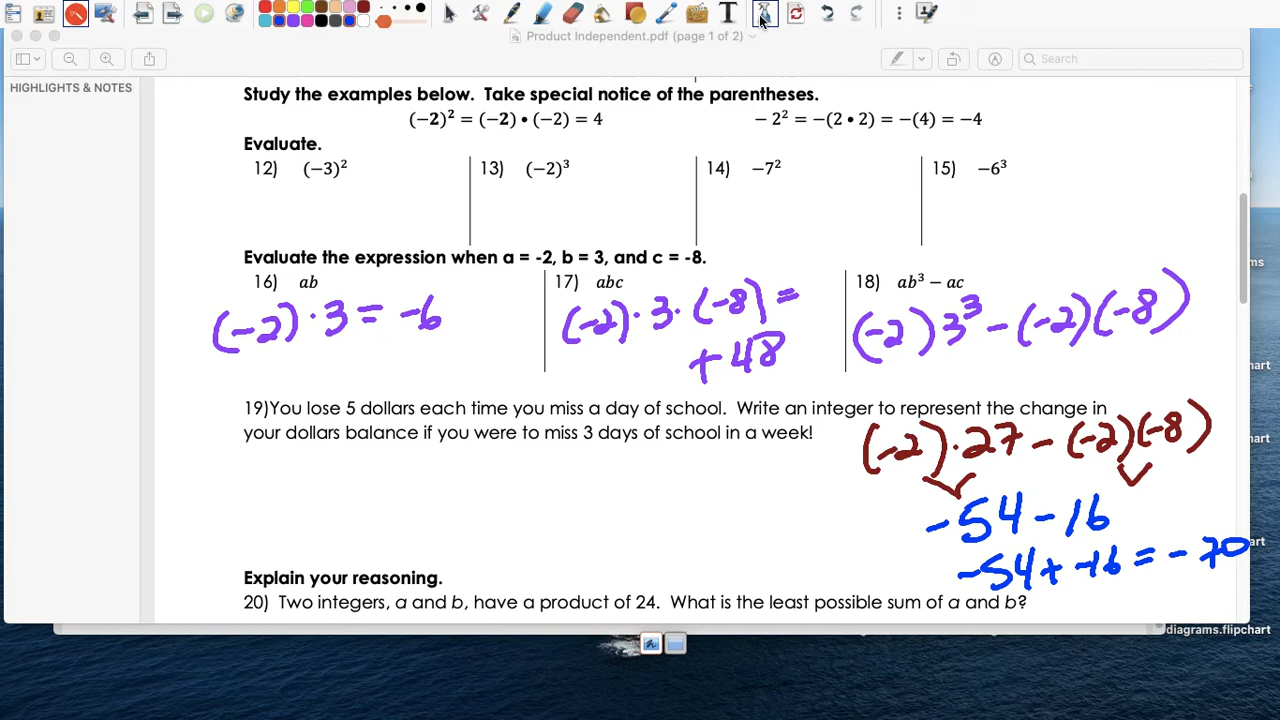 Product Independent.pdf (page 1 of 2)
Search
HIGHLIGHTS & NOTES
Study the examples below. Take special notice of the parentheses.
(−2)² = (−2) • (−2) = 4
− 2² = −(2 • 2) = −(4) = −4
Evaluate.
12) (−3)²
13) (−2)³
14) −7²
15) −6³
Evaluate the expression when a = -2, b = 3, and c = -8.
16) ab
(-2) · 3 = -6
17) abc
(-2) · 3 · (-8) =
+48
18) ab³ − ac
(-2) 3³ - (-2)(-8)
19)You lose 5 dollars each time you miss a day of school. Write an integer to represent the change in
your dollars balance if you were to miss 3 days of school in a week!
(-2) · 27 - (-2)(-8)
-54 - 16
-54 + -16 = -70
Explain your reasoning.
20) Two integers, a and b, have a product of 24. What is the least possible sum of a and b?
ms
hart
hart
art
diagrams.flipchart